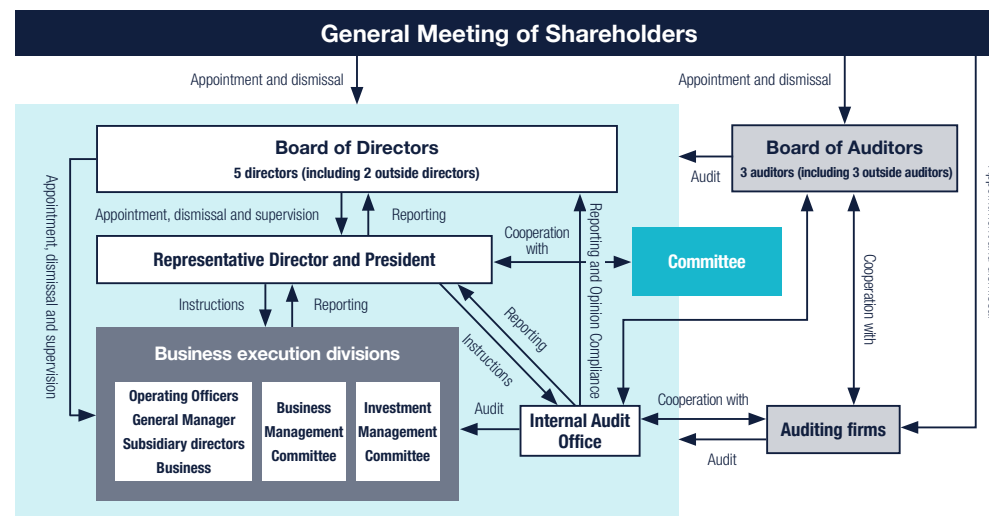 General Meeting of Shareholders
Appointment and dismissal
Appointment and dismissal
Board of Directors
5 directors (including 2 outside directors)
Board of Auditors
3 auditors (including 3 outside auditors)
Audit
Appointment, dismissal and supervision
Appointment, dismissal and supervision
Reporting
Reporting and Opinion Compliance
Cooperation
with
Committee
Representative Director and President
Instructions
Reporting
Reporting
Instructions
Cooperation with
Business execution divisions
Operating Officers
General Manager
Subsidiary directors
Business
Business
Management
Committee
Investment
Management
Committee
Audit
Internal Audit
Office
Cooperation with
Auditing firms
Audit